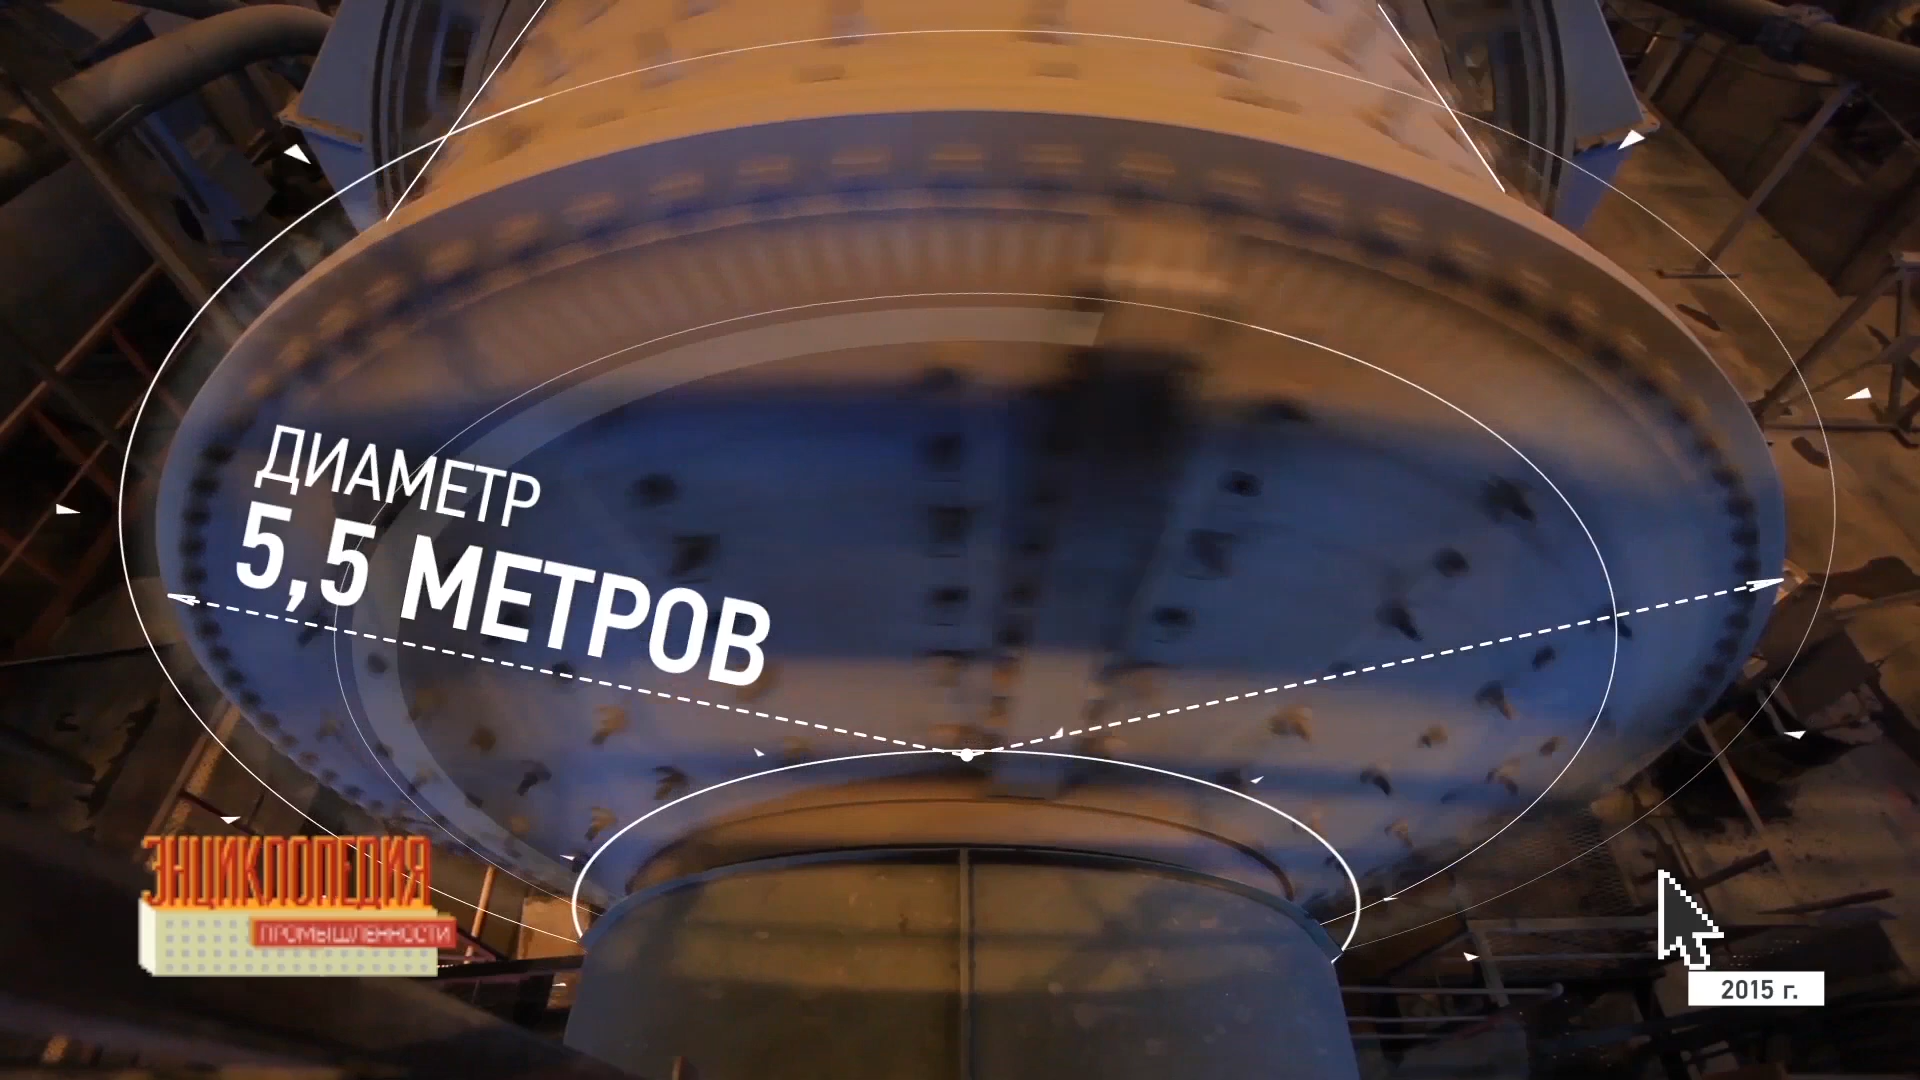 ДИАМЕТР
5,5 МЕТРОВ
ЭНЦИКЛОПЕДИЯ
ПРОМЫШЛЕННОСТИ
2015 г.